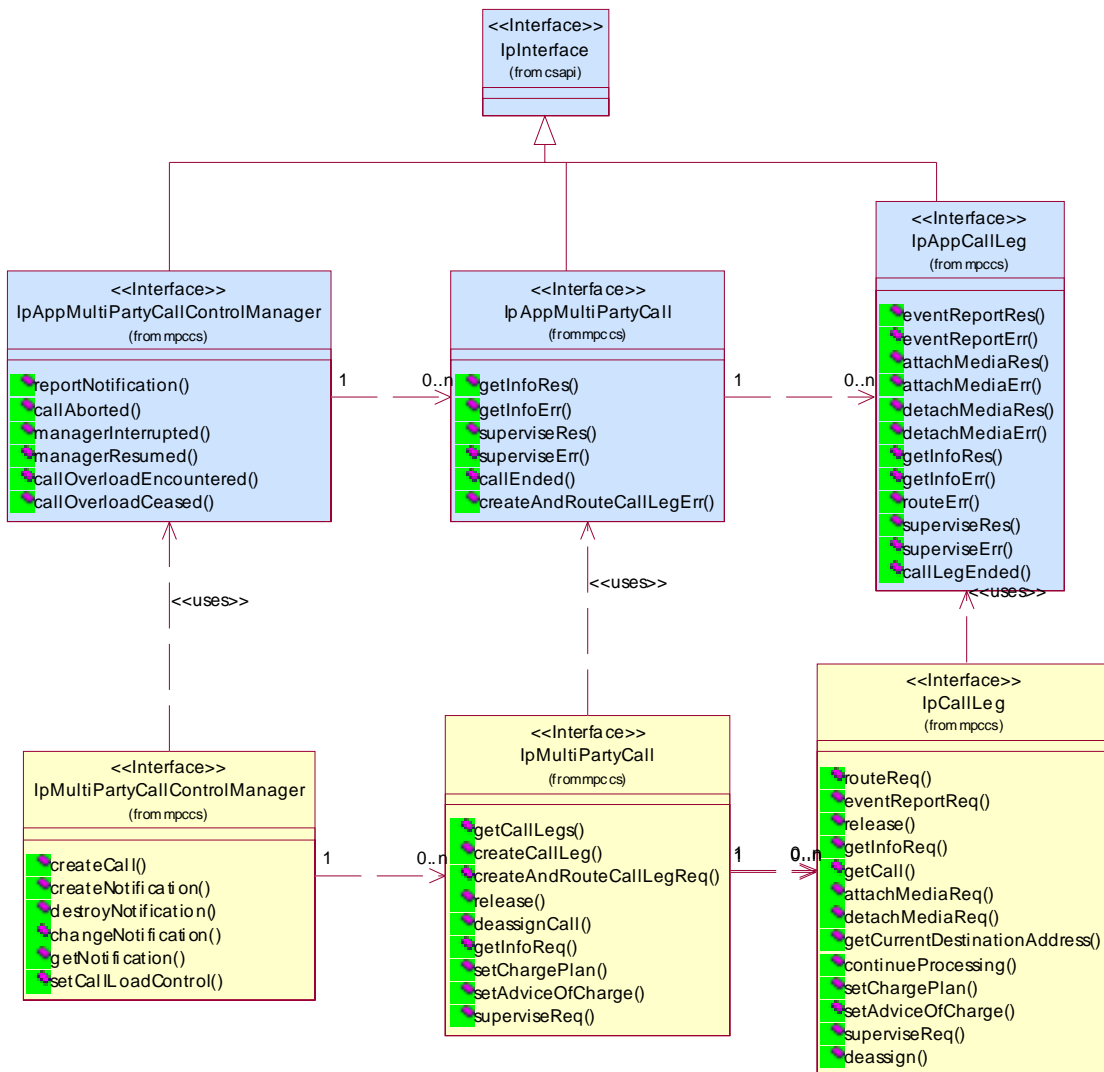 <<Interface>>
IpInterface
(from csapi)
<<Interface>>
IpAppCallLeg
(from mpccs)
eventReportRes()
eventReportErr()
attachMediaRes()
attachMediaErr()
detachMediaRes()
detachMediaErr()
getInfoRes()
getInfoErr()
routeErr()
superviseRes()
superviseErr()
callLegEnded()
<<Interface>>
IpAppMultiPartyCallControlManager
(from mpccs)
reportNotification()
callAborted()
managerInterrupted()
managerResumed()
callOverloadEncountered()
callOverloadCeased()
1
0..n
<<Interface>>
IpAppMultiPartyCall
(from mpccs)
getInfoRes()
getInfoErr()
superviseRes()
superviseErr()
callEnded()
createAndRouteCallLegErr()
1
0..n
<<uses>>
<<uses>>
<<uses>>
<<Interface>>
IpMultiPartyCallControlManager
(from mpccs)
createCall()
createNotification()
destroyNotification()
changeNotification()
getNotification()
setCallLoadControl()
1
0..n
<<Interface>>
IpMultiPartyCall
(from mpccs)
getCallLegs()
createCallLeg()
createAndRouteCallLegReq()
release()
deassignCall()
getInfoReq()
setChargePlan()
setAdviceOfCharge()
superviseReq()
1
1
0..n
0..n
<<Interface>>
IpCallLeg
(from mpccs)
routeReq()
eventReportReq()
release()
getInfoReq()
getCall()
attachMediaReq()
detachMediaReq()
getCurrentDestinationAddress()
continueProcessing()
setChargePlan()
setAdviceOfCharge()
superviseReq()
deassign()